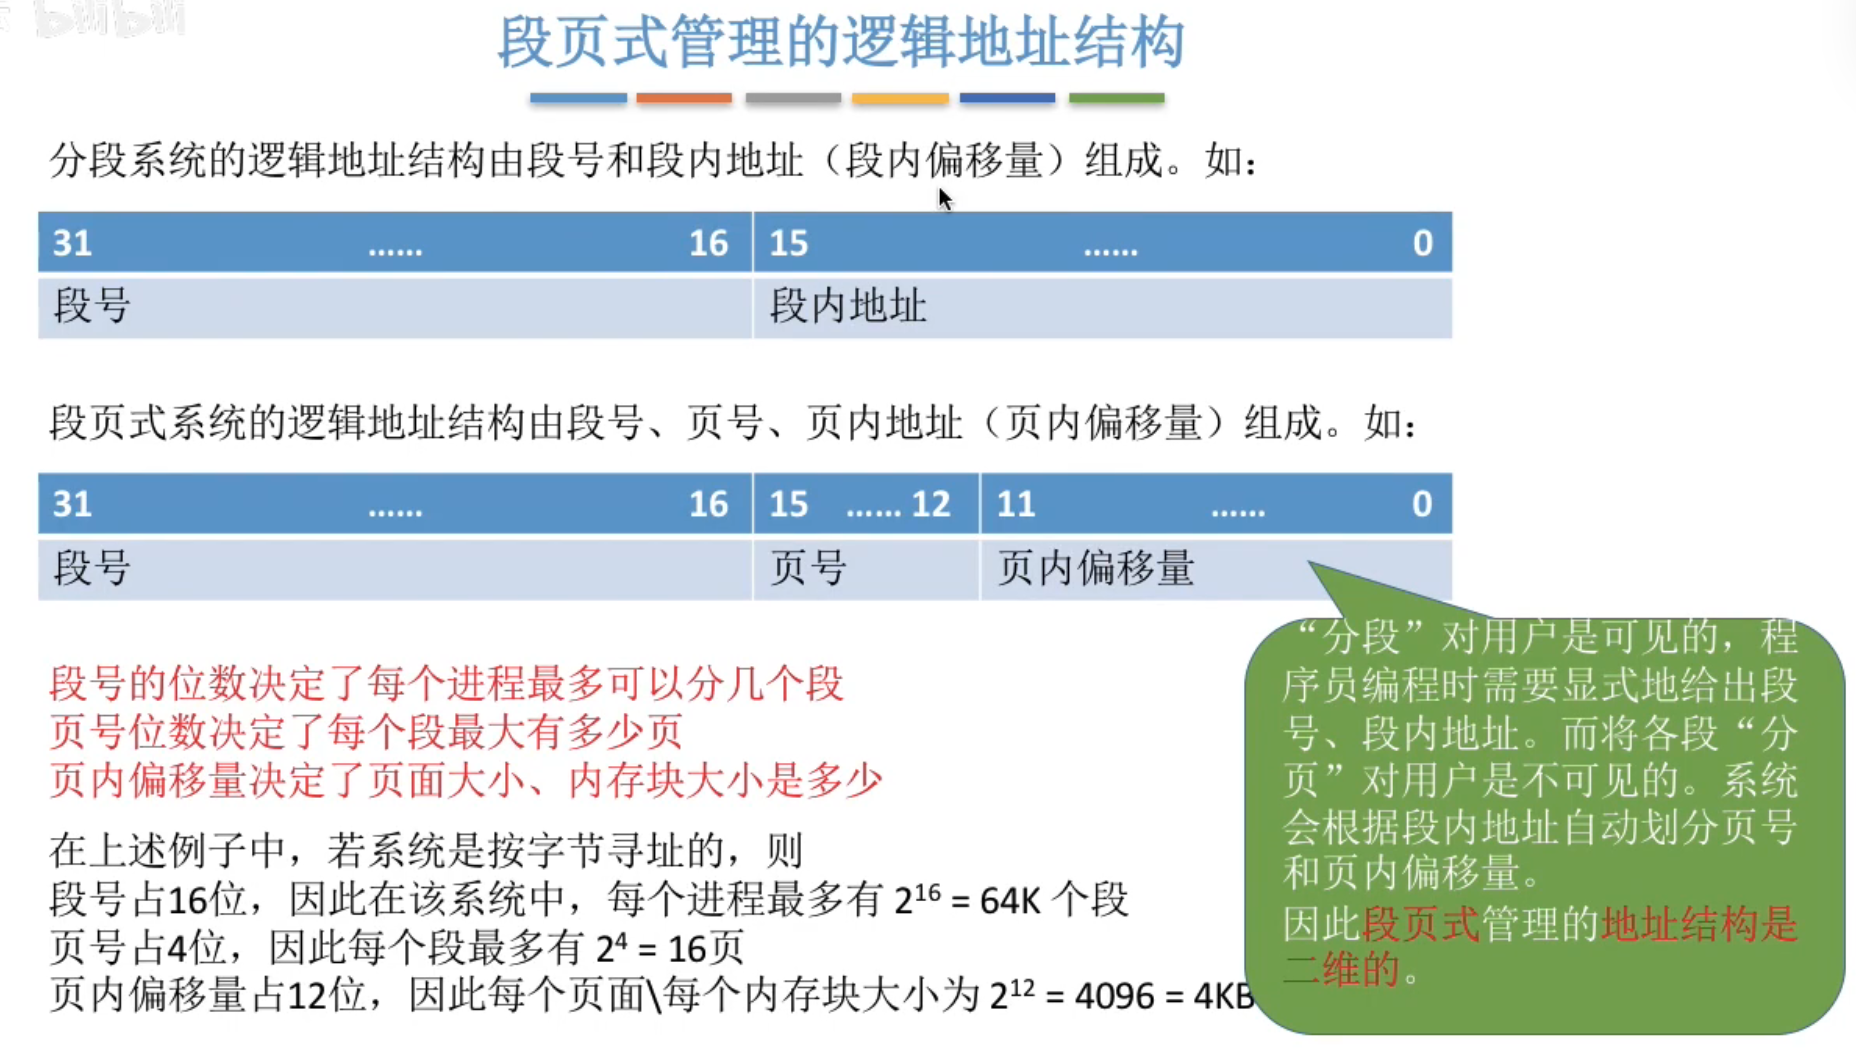 bilibili
段页式管理的逻辑地址结构
分段系统的逻辑地址结构由段号和段内地址（段内偏移量）组成。如：
31 …… 16 15 …… 0
段号 段内地址
段页式系统的逻辑地址结构由段号、页号、页内地址（页内偏移量）组成。如：
31 …… 16 15 …… 12 11 …… 0
段号 页号 页内偏移量
段号的位数决定了每个进程最多可以分几个段
页号位数决定了每个段最大有多少页
页内偏移量决定了页面大小、内存块大小是多少
在上述例子中，若系统是按字节寻址的，则
段号占16位，因此在该系统中，每个进程最多有 2¹⁶ = 64K 个段
页号占4位，因此每个段最多有 2⁴ = 16页
页内偏移量占12位，因此每个页面\每个内存块大小为 2¹² = 4096 = 4KB
“分段”对用户是可见的，程
序员编程时需要显式地给出段
号、段内地址。而将各段“分
页”对用户是不可见的。系统
会根据段内地址自动划分页号
和页内偏移量。
因此段页式管理的地址结构是
二维的。